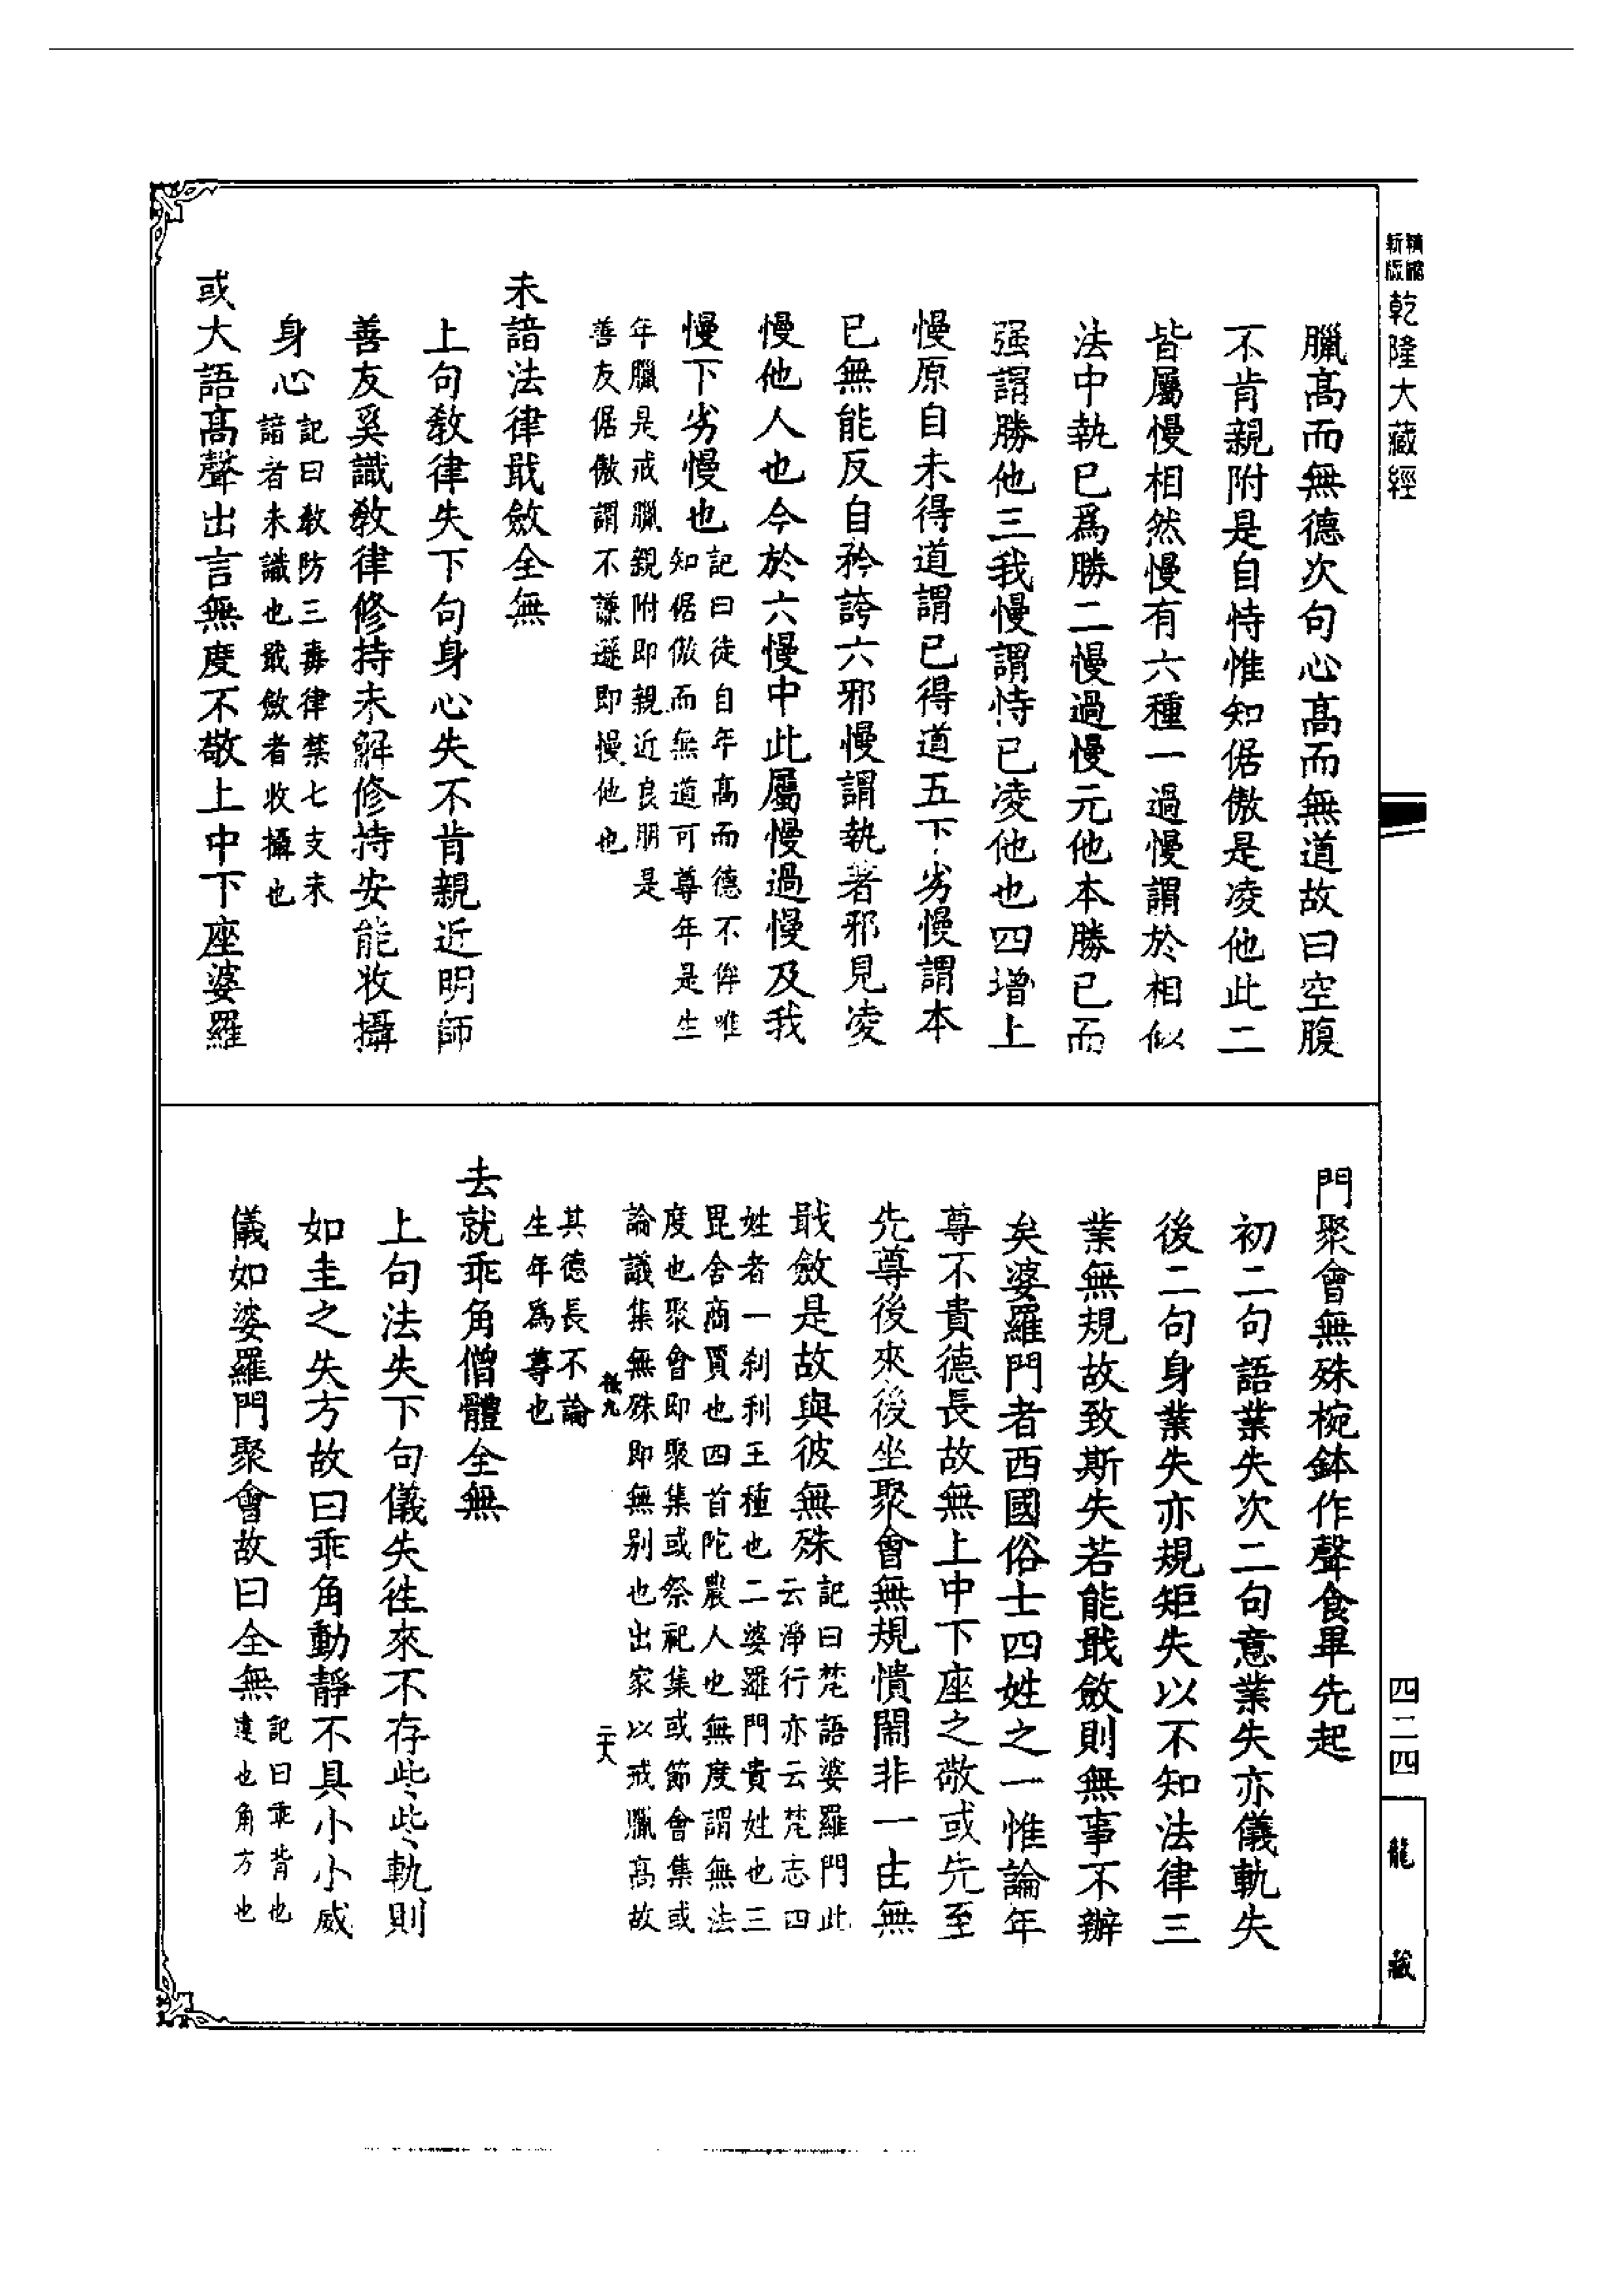 精縮
新版
乾隆大藏經
臘高而無德次句心高而無道故曰空腹
不肯親附是自恃惟知倨傲是凌他此二
皆屬慢相然慢有六種一過慢謂於相似
法中執已爲勝二慢過慢元他本勝已而
强謂勝他三我慢謂恃已凌他也四增上
慢原自未得道謂已得道五下劣慢謂本
已無能反自矜誇六邪慢謂執著邪見凌
慢他人也今於六慢中此屬慢過慢及我
慢下劣慢也
記曰徒自年高而德不侔唯
知倨傲而無道可尊年是生
年臘是戒臘親附即親近良朋是
善友倨傲謂不謙遜即慢他也
未諳法律戢斂全無
上句教律失下句身心失不肯親近明師
善友奚識教律修持未解修持安能收攝
身心
記曰教防三毒律禁七支未
諳者未識也戢斂者收攝也
或大語高聲出言無度不敬上中下座婆羅
門聚會無殊椀鉢作聲食畢先起
初二句語業失次二句意業失亦儀軌失
後二句身業失亦規矩失以不知法律三
業無規故致斯失若能戢斂則無事不辦
矣婆羅門者西國俗士四姓之一惟論年
尊不貴德長故無上中下座之敬或先至
先尊後來後坐聚會無規憒鬧非一由無
戢斂是故與彼無殊
記曰梵語婆羅門此
云淨行亦云梵志四
姓者一刹利王種也二婆羅門貴姓也三
毘舍商賈也四首陀農人也無度謂無法
度也聚會即聚集或祭祀集或節會集或
論議集無殊即無别也出家以戒臘高故
二六
其德長不論
生年爲尊也
去就乖角僧體全無
上句法失下句儀失徃來不存些些軌則
如圭之失方故曰乖角動靜不具小小威
儀如婆羅門聚會故曰全無
記曰乖背也
違也角方也
四二四
龍藏